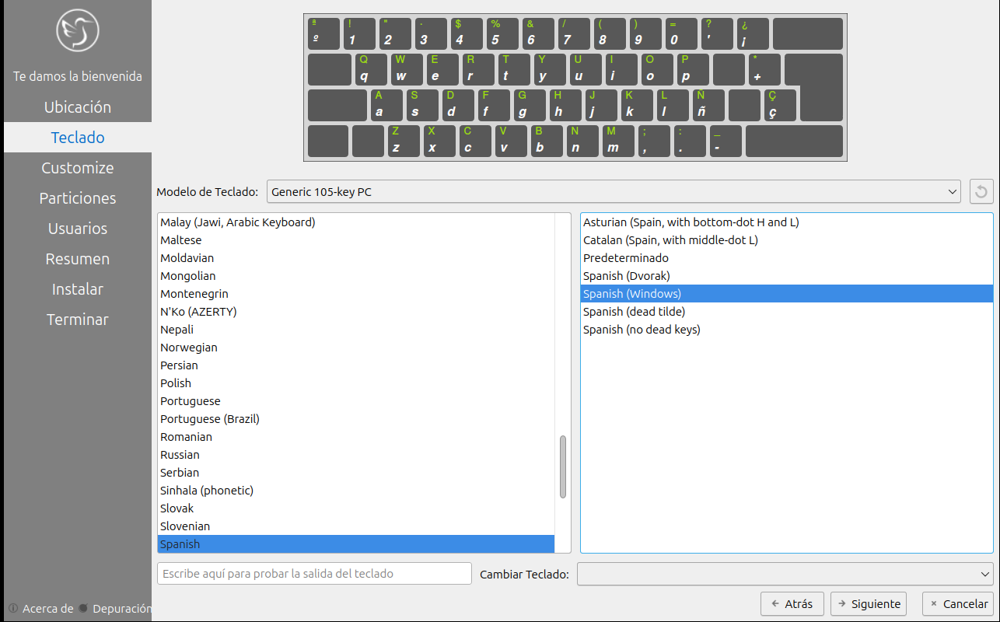 Te damos la bienvenida
Ubicación
Teclado
Customize
Particiones
Usuarios
Resumen
Instalar
Terminar
Acerca de Depuración
ª ! " · $ % & / ( ) = ? ¿
º 1 2 3 4 5 6 7 8 9 0 ' ¡
Q W E R T Y U I O P *
q w e r t y u i o p +
A S D F G H J K L Ñ Ç
a s d f g h j k l ñ ç
Z X C V B N M ; : _
z x c v b n m , . -
Modelo de Teclado: Generic 105-key PC
Malay (Jawi, Arabic Keyboard)
Maltese
Moldavian
Mongolian
Montenegrin
N'Ko (AZERTY)
Nepali
Norwegian
Persian
Polish
Portuguese
Portuguese (Brazil)
Romanian
Russian
Serbian
Sinhala (phonetic)
Slovak
Slovenian
Spanish
Asturian (Spain, with bottom-dot H and L)
Catalan (Spain, with middle-dot L)
Predeterminado
Spanish (Dvorak)
Spanish (Windows)
Spanish (dead tilde)
Spanish (no dead keys)
Escribe aquí para probar la salida del teclado
Cambiar Teclado:
Atrás
Siguiente
Cancelar